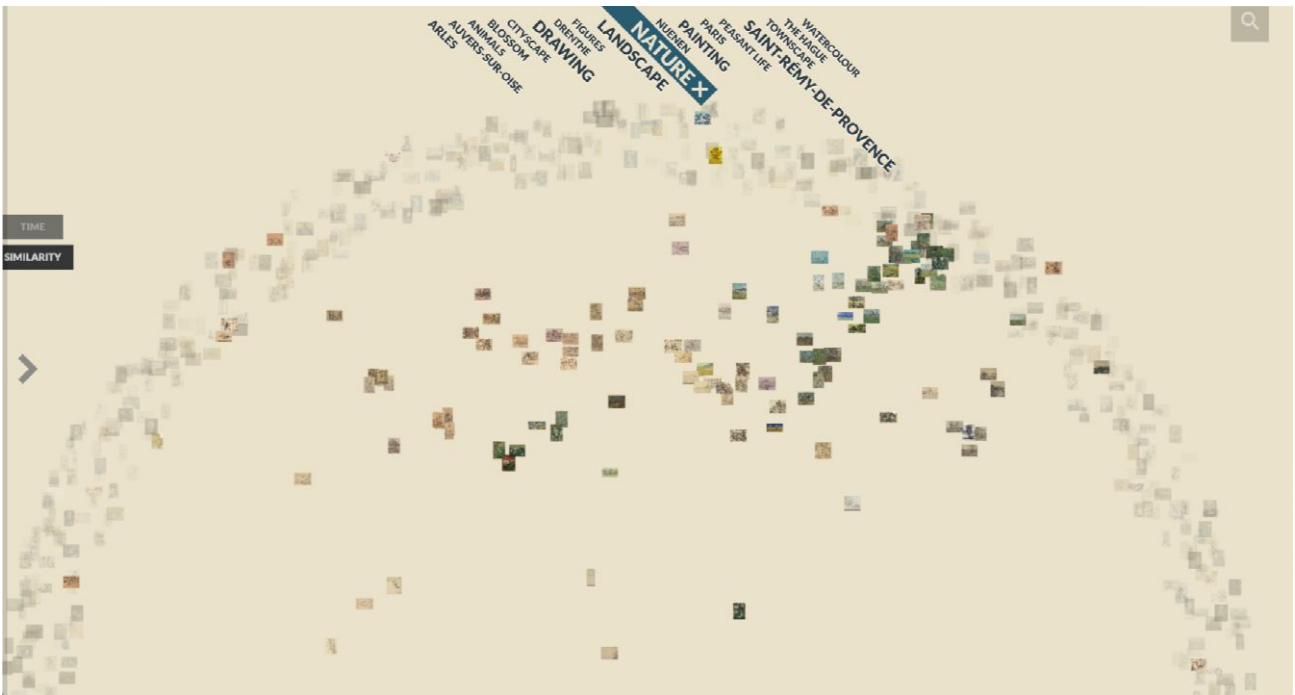 ARLES
AUVERS-SUR-OISE
ANIMALS
BLOSSOM
CITYSCAPE
DRAWING
DRENTHE
FIGURES
LANDSCAPE
NATURE X
NUENEN
PAINTING
PARIS
PEASANT LIFE
SAINT-RÉMY-DE-PROVENCE
TOWNSCAPE
THE HAGUE
WATERCOLOUR
TIME
SIMILARITY